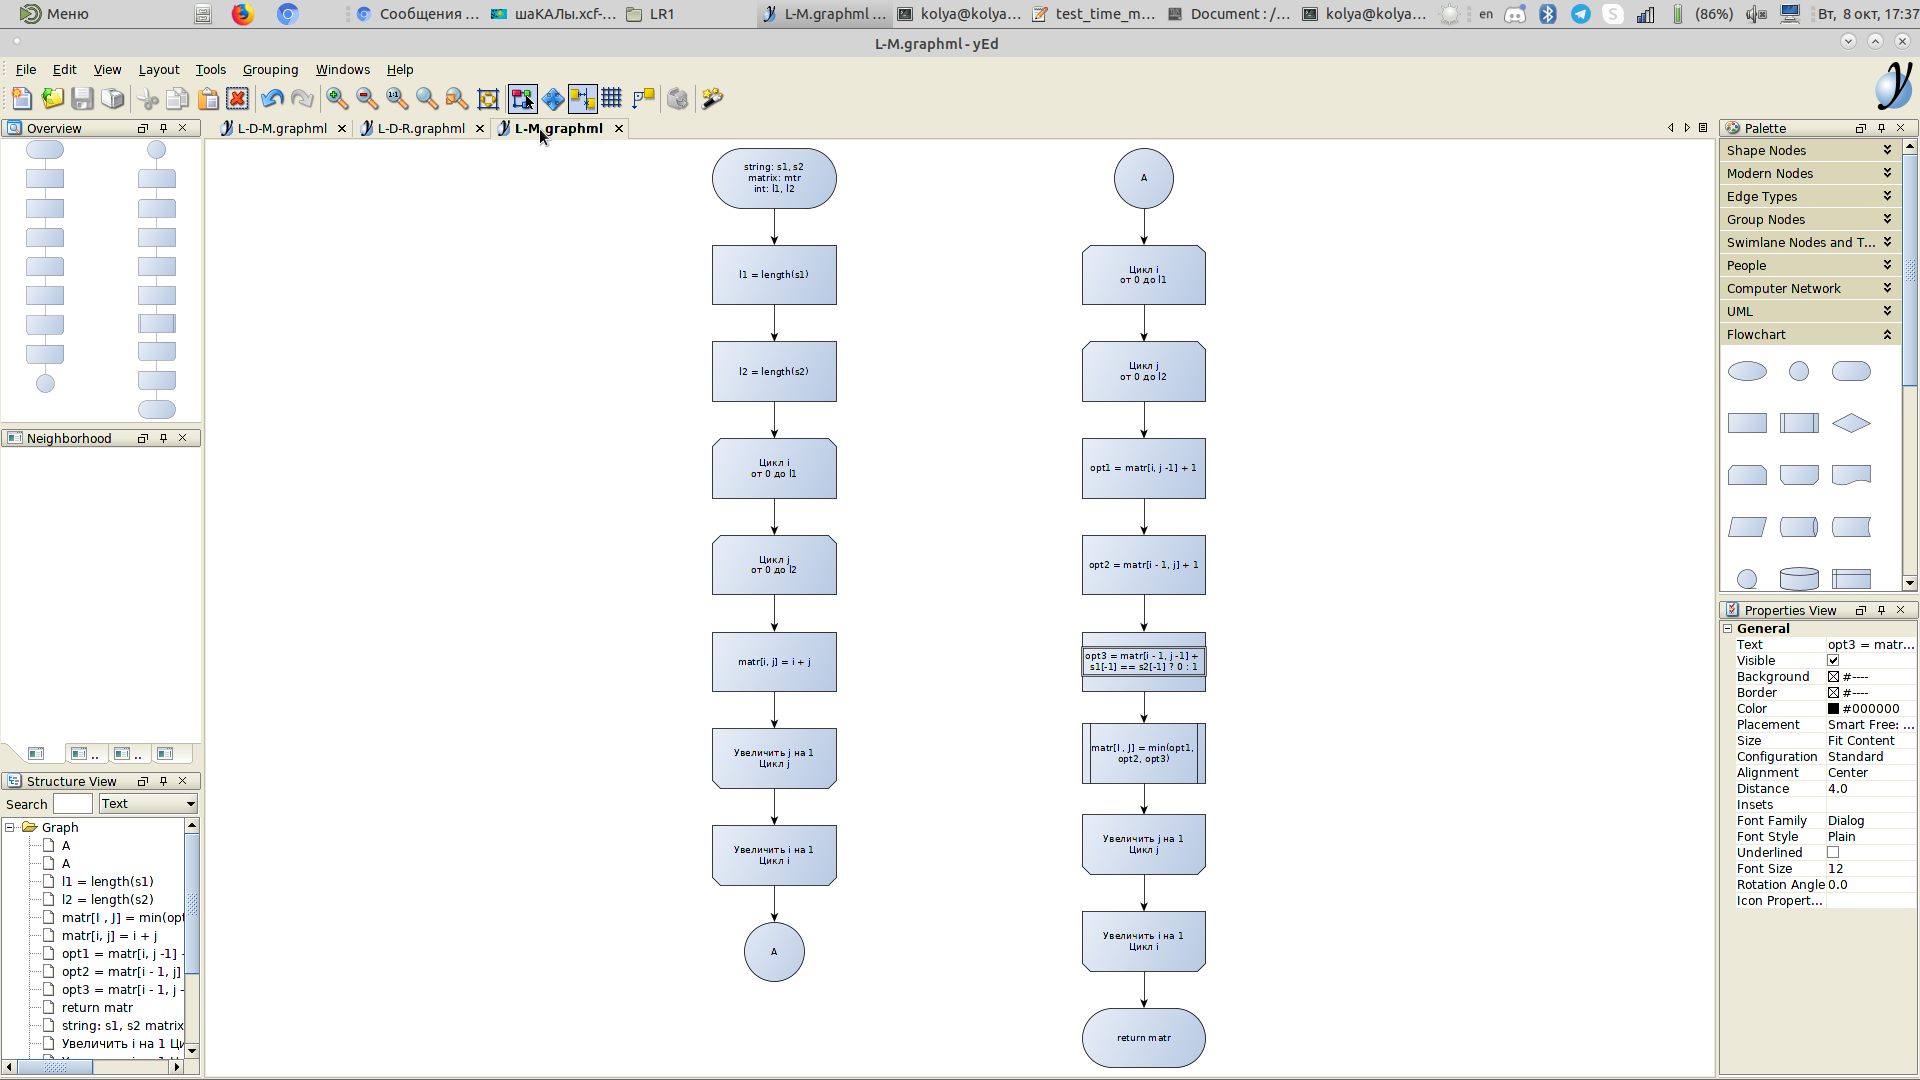 Меню
Сообщения ...
шаКАЛы.xcf-...
LR1
L-M.graphml ...
kolya@kolya...
test_time_m...
Document : /...
kolya@kolya...
en
(86%)
Вт, 8 окт, 17:37
L-M.graphml - yEd
File Edit View Layout Tools Grouping Windows Help
Overview
L-D-M.graphml
L-D-R.graphml
L-M.graphml
Palette
Shape Nodes
Modern Nodes
Edge Types
Group Nodes
Swimlane Nodes and T...
People
Computer Network
UML
Flowchart
Neighborhood
Structure View
Search
Text
Graph
A
A
l1 = length(s1)
l2 = length(s2)
matr[I , J] = min(opt
matr[i, j] = i + j
opt1 = matr[i, j -1]
opt2 = matr[i - 1, j]
opt3 = matr[i - 1, j -
return matr
string: s1, s2 matrix
Увеличить i на 1 Ци
string: s1, s2
matrix: mtr
int: l1, l2
l1 = length(s1)
l2 = length(s2)
Цикл i
от 0 до l1
Цикл j
от 0 до l2
matr[i, j] = i + j
Увеличить j на 1
Цикл j
Увеличить i на 1
Цикл i
A
A
Цикл i
от 0 до l1
Цикл j
от 0 до l2
opt1 = matr[i, j -1] + 1
opt2 = matr[i - 1, j] + 1
opt3 = matr[i - 1, j -1] +
s1[-1] == s2[-1] ? 0 : 1
matr[I , J] = min(opt1,
opt2, opt3)
Увеличить j на 1
Цикл j
Увеличить i на 1
Цикл i
return matr
Properties View
General
Text opt3 = matr...
Visible
Background #----
Border #----
Color #000000
Placement Smart Free: ...
Size Fit Content
Configuration Standard
Alignment Center
Distance 4.0
Insets
Font Family Dialog
Font Style Plain
Underlined
Font Size 12
Rotation Angle 0.0
Icon Propert...